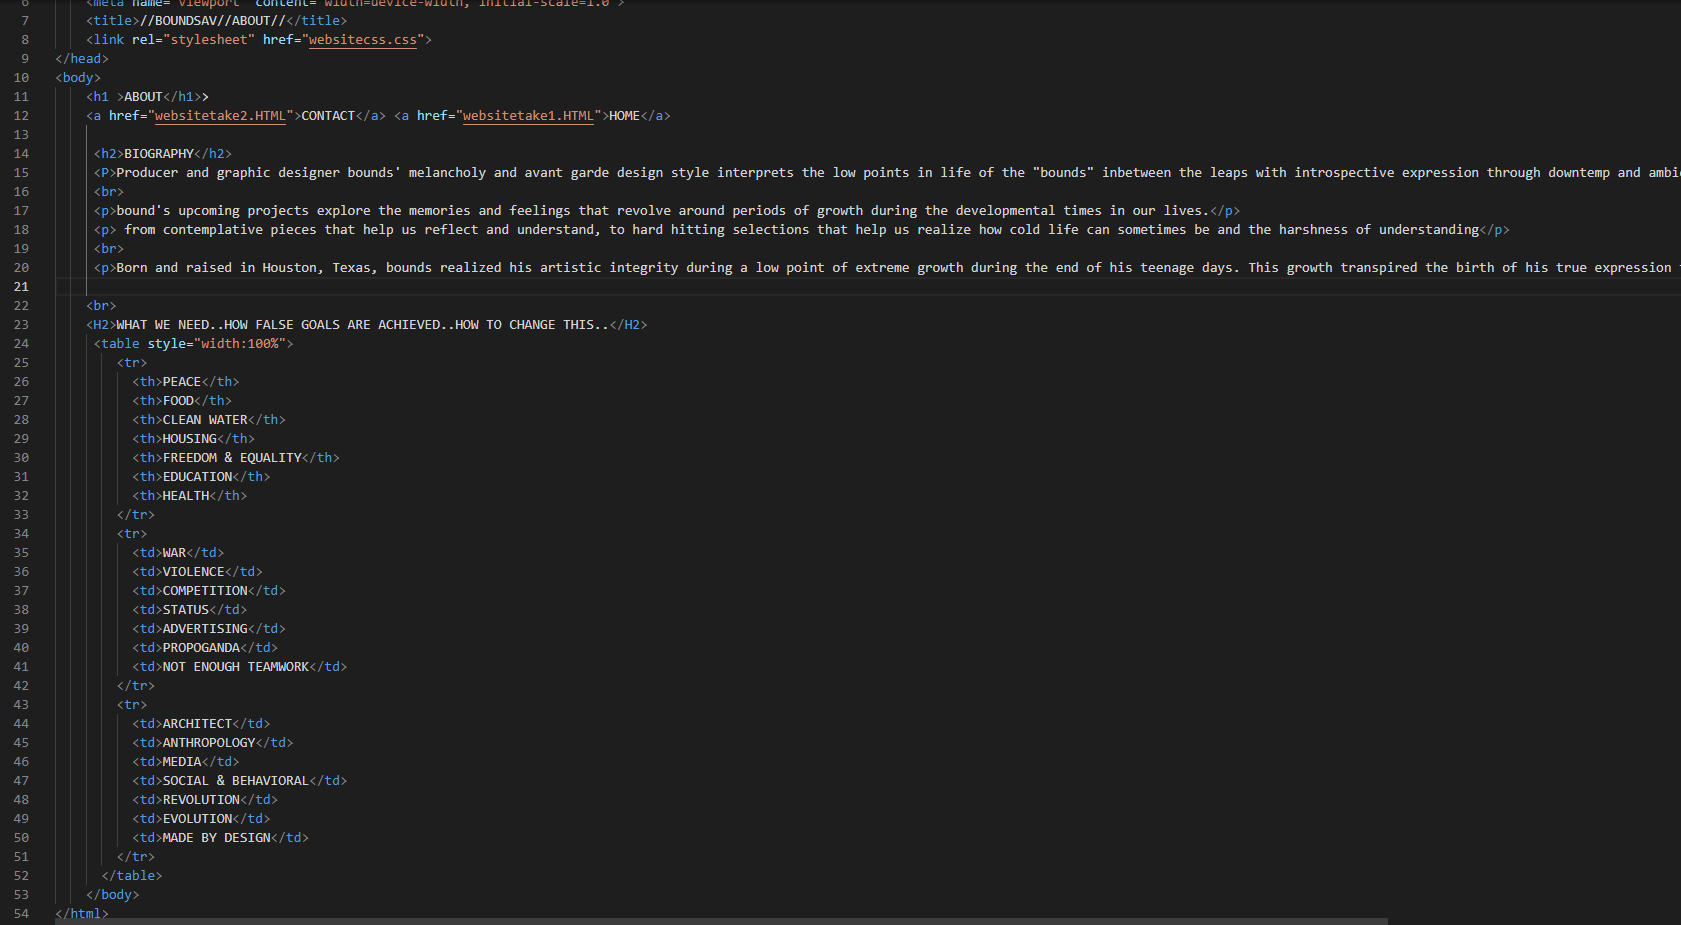 6 <meta name="viewport" content="width=device-width, initial-scale=1.0">
7 <title>//BOUNDSAV//ABOUT//</title>
8 <link rel="stylesheet" href="websitecss.css">
9 </head>
10 <body>
11 <h1 >ABOUT</h1>>
12 <a href="websitetake2.HTML">CONTACT</a> <a href="websitetake1.HTML">HOME</a>
13
14 <h2>BIOGRAPHY</h2>
15 <P>Producer and graphic designer bounds' melancholy and avant garde design style interprets the low points in life of the "bounds" inbetween the leaps with introspective expression through downtemp and ambi
16 <br>
17 <p>bound's upcoming projects explore the memories and feelings that revolve around periods of growth during the developmental times in our lives.</p>
18 <p> from contemplative pieces that help us reflect and understand, to hard hitting selections that help us realize how cold life can sometimes be and the harshness of understanding</p>
19 <br>
20 <p>Born and raised in Houston, Texas, bounds realized his artistic integrity during a low point of extreme growth during the end of his teenage days. This growth transpired the birth of his true expression
21
22 <br>
23 <H2>WHAT WE NEED..HOW FALSE GOALS ARE ACHIEVED..HOW TO CHANGE THIS..</H2>
24 <table style="width:100%">
25 <tr>
26 <th>PEACE</th>
27 <th>FOOD</th>
28 <th>CLEAN WATER</th>
29 <th>HOUSING</th>
30 <th>FREEDOM & EQUALITY</th>
31 <th>EDUCATION</th>
32 <th>HEALTH</th>
33 </tr>
34 <tr>
35 <td>WAR</td>
36 <td>VIOLENCE</td>
37 <td>COMPETITION</td>
38 <td>STATUS</td>
39 <td>ADVERTISING</td>
40 <td>PROPOGANDA</td>
41 <td>NOT ENOUGH TEAMWORK</td>
42 </tr>
43 <tr>
44 <td>ARCHITECT</td>
45 <td>ANTHROPOLOGY</td>
46 <td>MEDIA</td>
47 <td>SOCIAL & BEHAVIORAL</td>
48 <td>REVOLUTION</td>
49 <td>EVOLUTION</td>
50 <td>MADE BY DESIGN</td>
51 </tr>
52 </table>
53 </body>
54 </html>